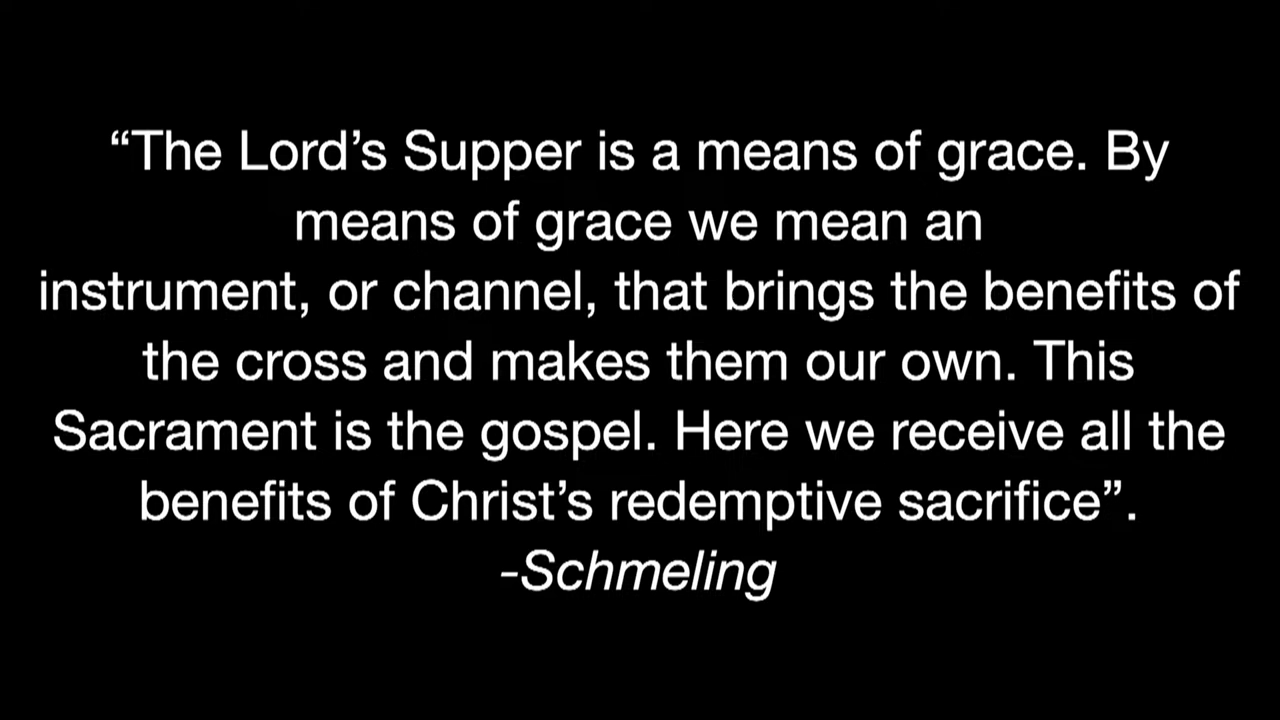 “The Lord’s Supper is a means of grace. By
means of grace we mean an
instrument, or channel, that brings the benefits of
the cross and makes them our own. This
Sacrament is the gospel. Here we receive all the
benefits of Christ’s redemptive sacrifice”.
-Schmeling